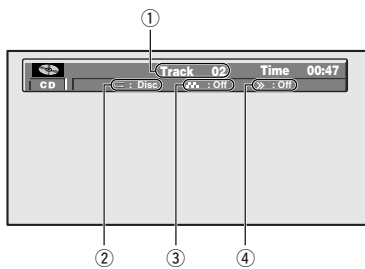 ①
Track 02 Time 00:47
CD : Disc : Off : Off
② ③ ④